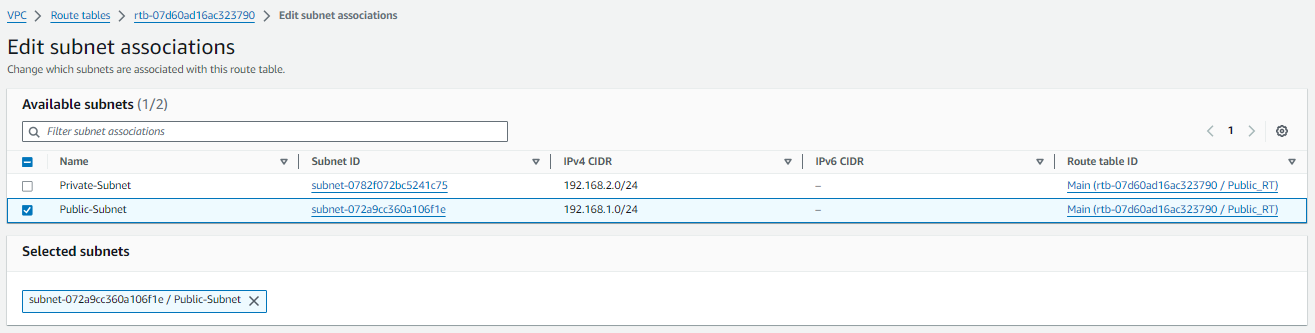 VPC > Route tables > rtb-07d60ad16ac323790 > Edit subnet associations
Edit subnet associations
Change which subnets are associated with this route table.
Available subnets (1/2)
Filter subnet associations
< 1 >
Name Subnet ID IPv4 CIDR IPv6 CIDR Route table ID
Private-Subnet subnet-0782f072bc5241c75 192.168.2.0/24 – Main (rtb-07d60ad16ac323790 / Public_RT)
Public-Subnet subnet-072a9cc360a106f1e 192.168.1.0/24 – Main (rtb-07d60ad16ac323790 / Public_RT)
Selected subnets
subnet-072a9cc360a106f1e / Public-Subnet